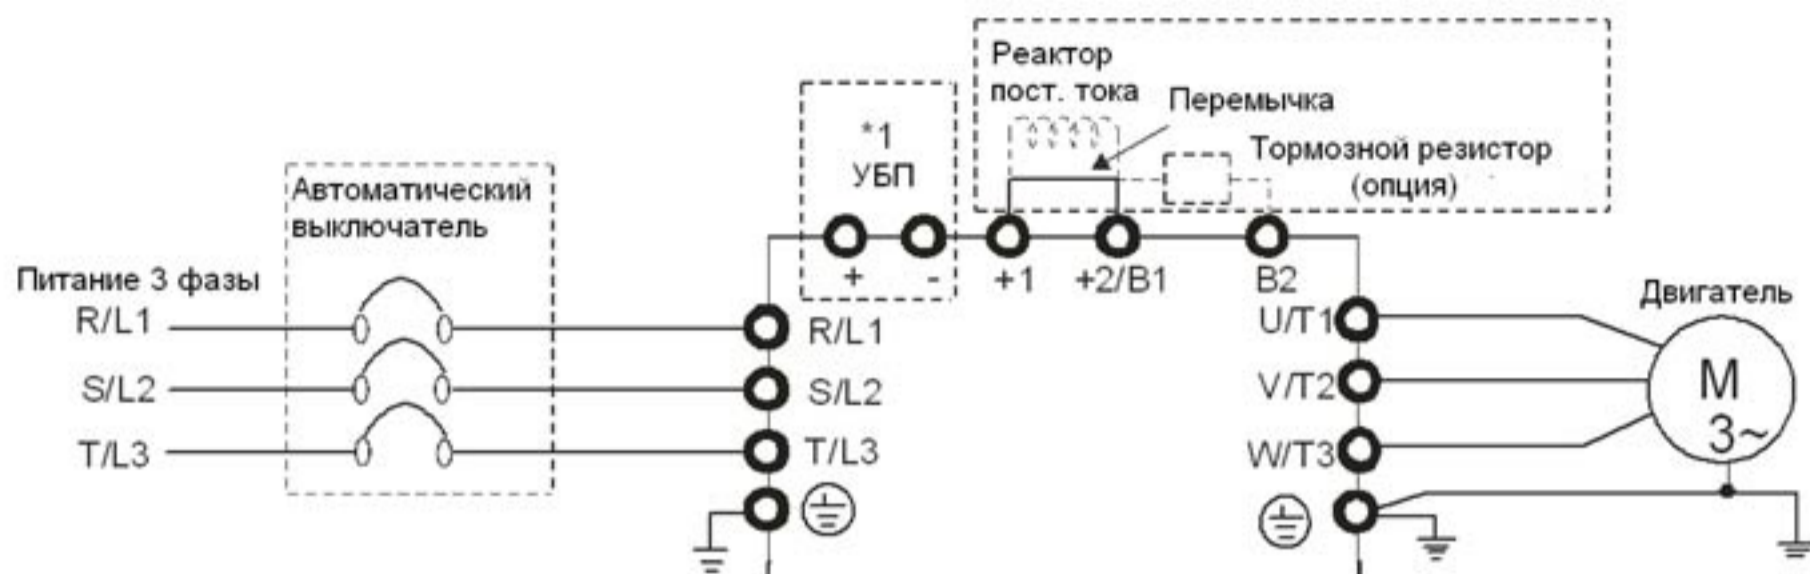 Реактор
пост. тока
Перемычка
*1
УБП
Тормозной резистор
(опция)
Автоматический
выключатель
+
-
+1
+2/B1
B2
Питание 3 фазы
R/L1
S/L2
T/L3
R/L1
S/L2
T/L3
U/T1
V/T2
W/T3
Двигатель
M
3~